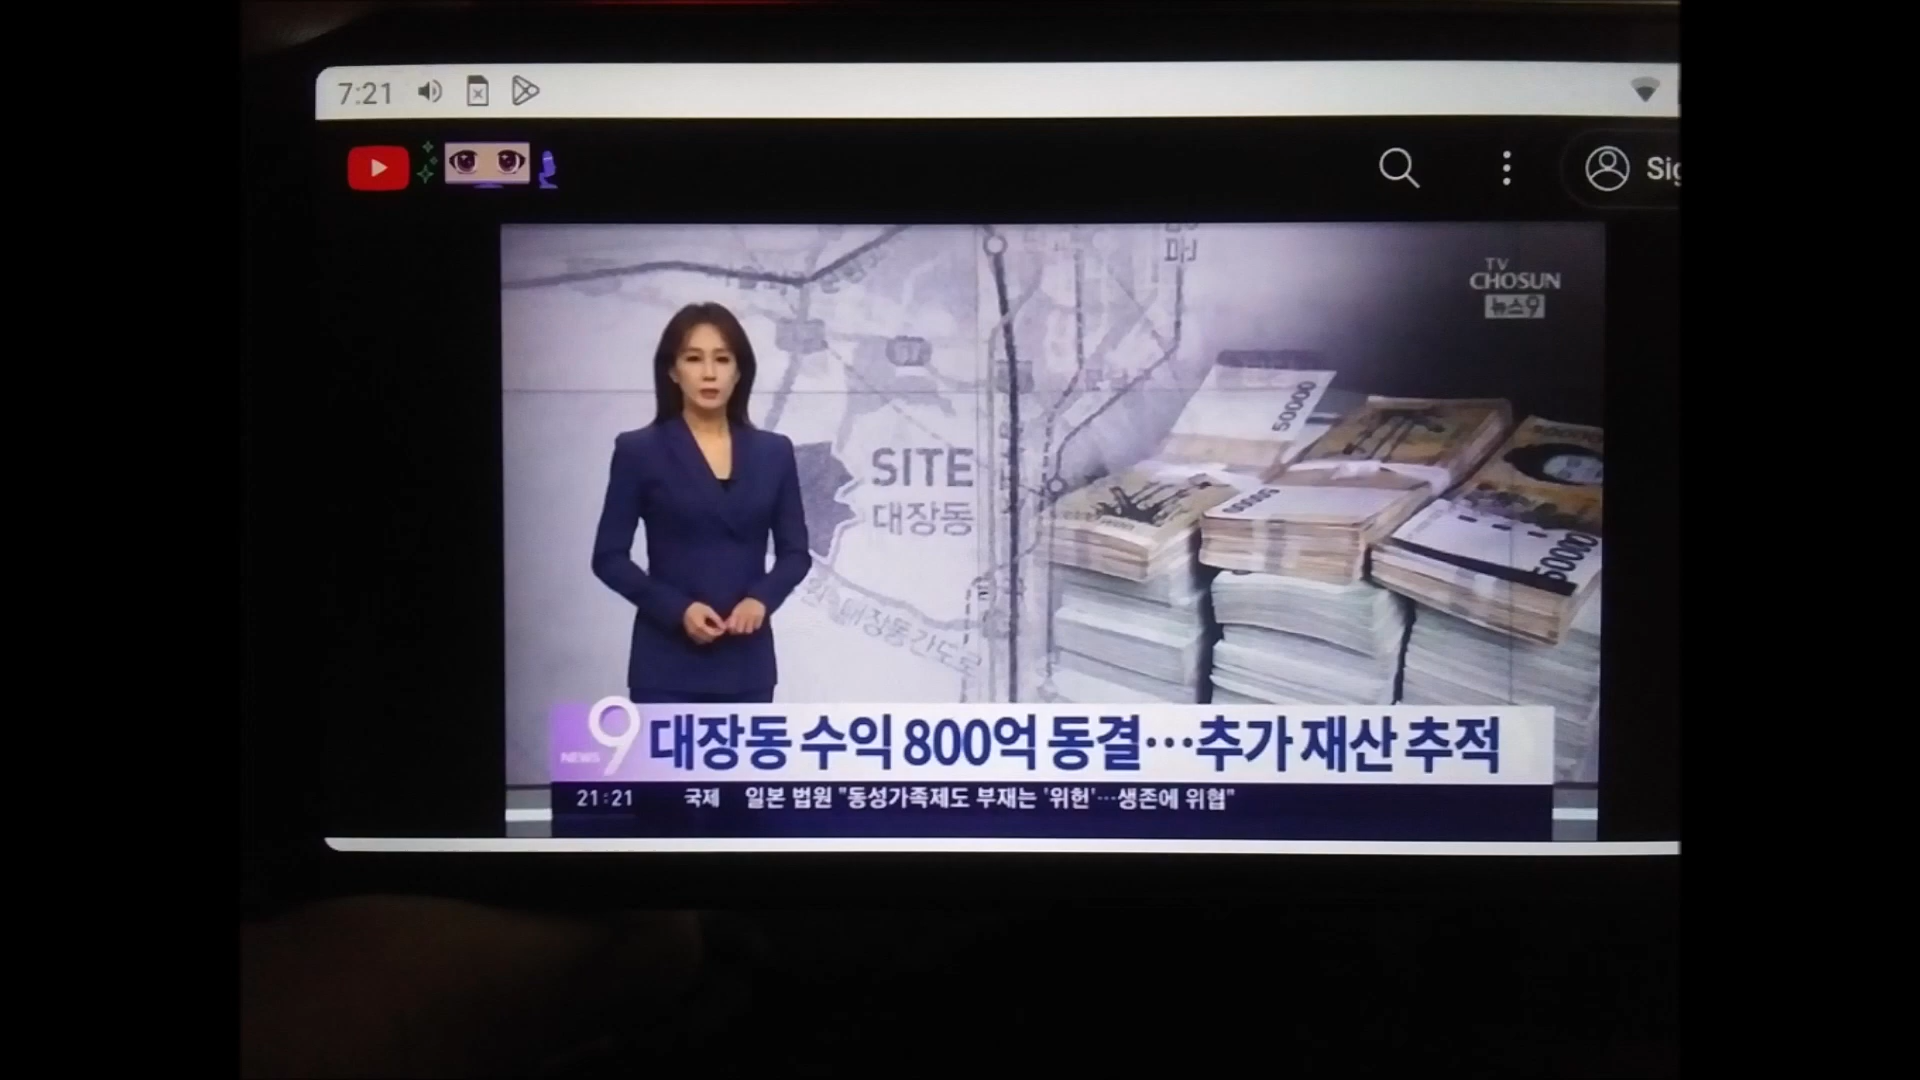 7:21
Sig
TV
CHOSUN
뉴스9
50000
SITE
대장동
50000
50000
대장동간도로
NEWS 9 대장동 수익 800억 동결…추가 재산 추적
21:21 국제 일본 법원 "동성가족제도 부재는 '위헌'…생존에 위협"